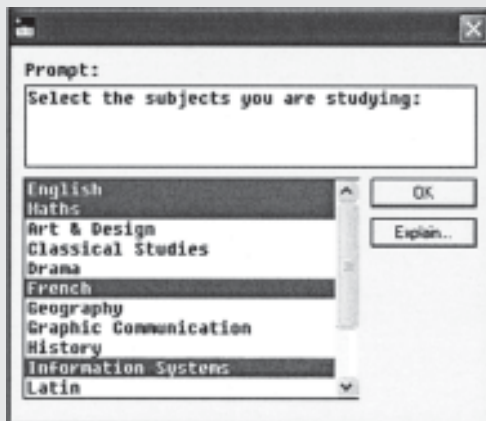 Prompt:
Select the subjects you are studying:
English
Maths
Art & Design
Classical Studies
Drama
French
Geography
Graphic Communication
History
Information Systems
Latin
OK
Explain...